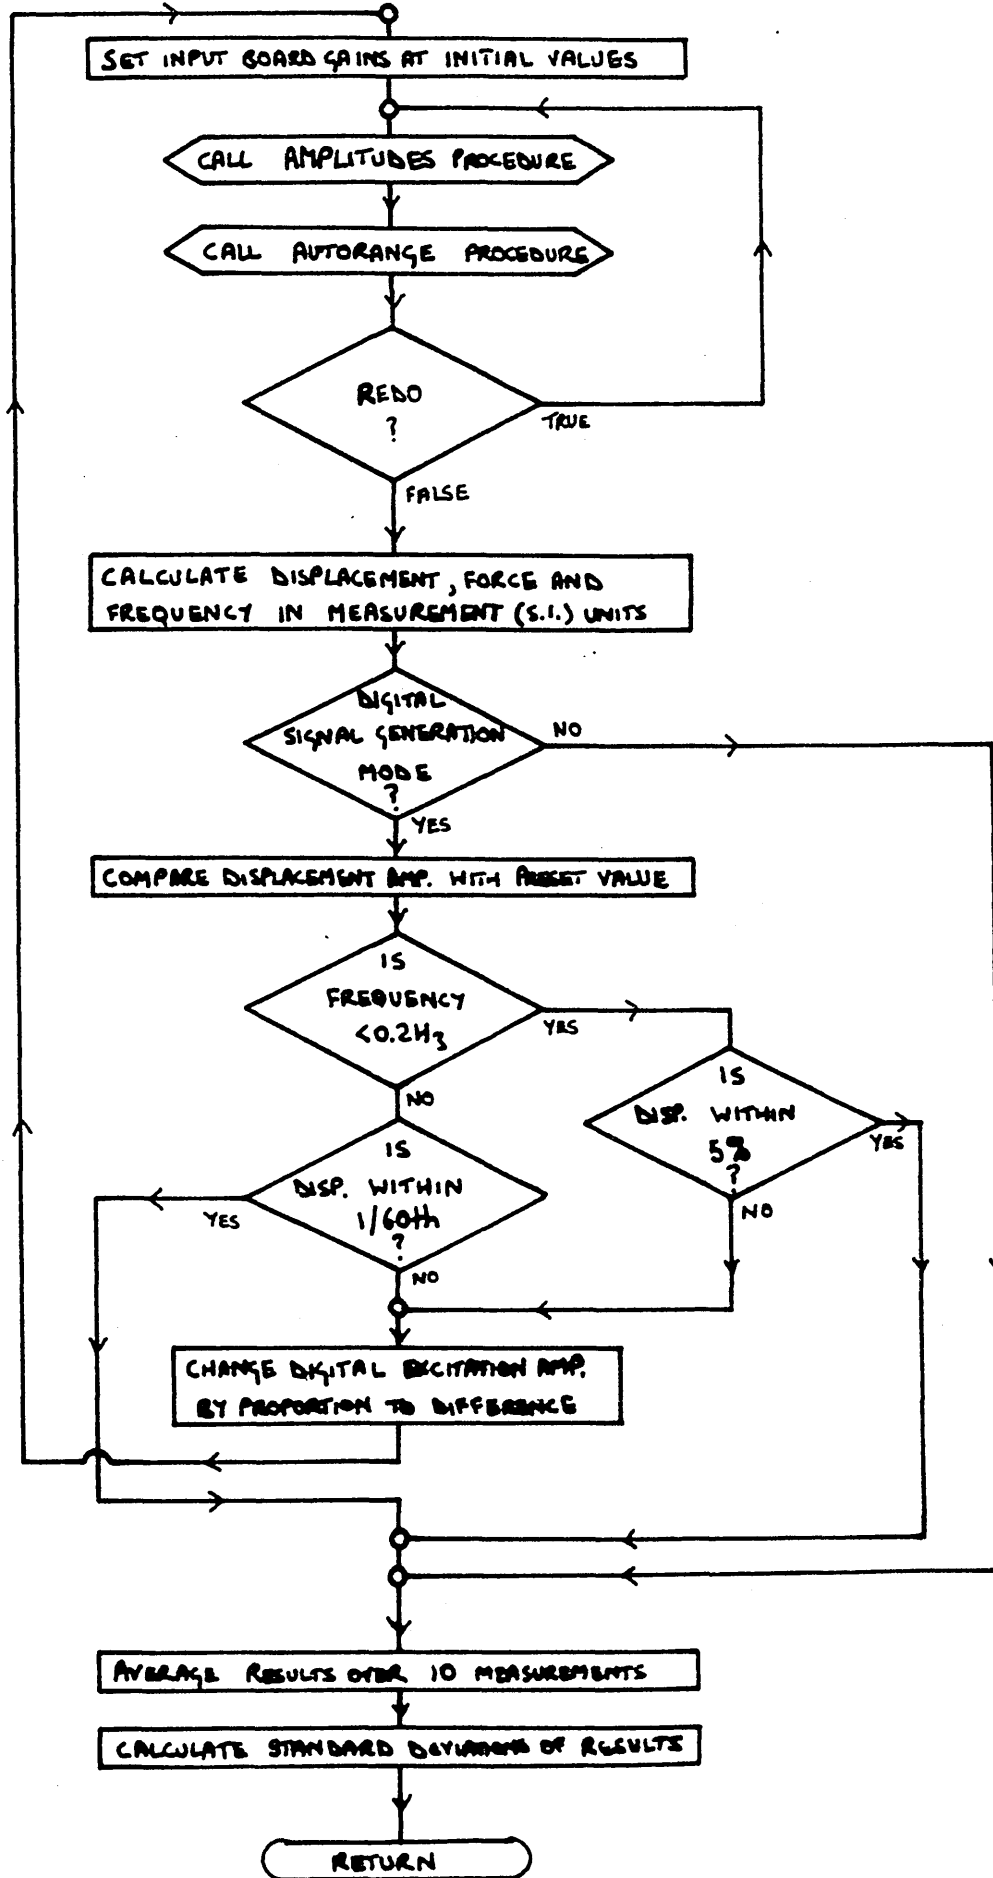 SET INPUT BOARD GAINS AT INITIAL VALUES
CALL AMPLITUDES PROCEDURE
CALL AUTORANGE PROCEDURE
REDO
?
TRUE
FALSE
CALCULATE DISPLACEMENT, FORCE AND
FREQUENCY IN MEASUREMENT (S.I.) UNITS
DIGITAL
SIGNAL GENERATION
MODE
?
NO
YES
COMPARE DISPLACEMENT AMP. WITH PRESET VALUE
IS
FREQUENCY
<0.2Hz
YES
NO
IS
DISP. WITHIN
5%
?
YES
NO
IS
DISP. WITHIN
1/60th
?
YES
NO
CHANGE DIGITAL EXCITATION AMP.
BY PROPORTION TO DIFFERENCE
AVERAGE RESULTS OVER 10 MEASUREMENTS
CALCULATE STANDARD DEVIATIONS OF RESULTS
RETURN